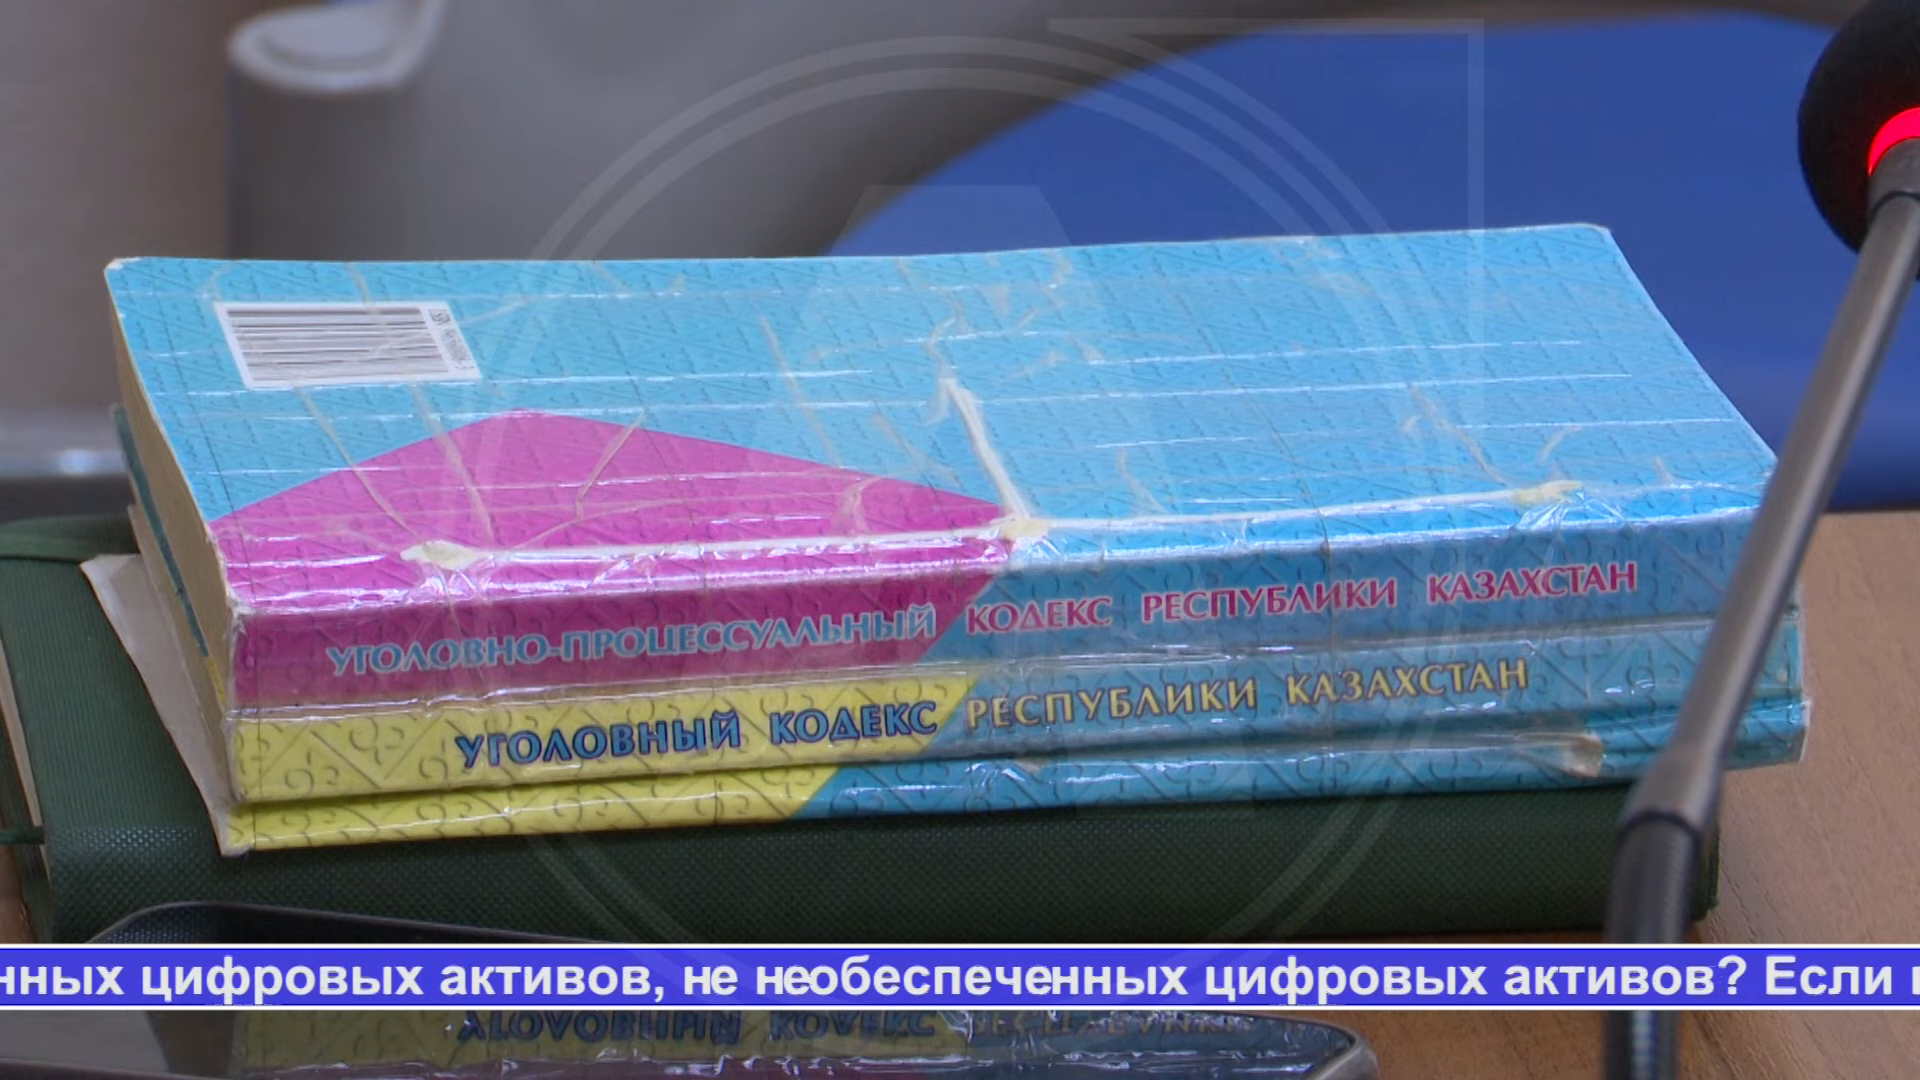 УГОЛОВНО-ПРОЦЕССУАЛЬНЫЙ КОДЕКС РЕСПУБЛИКИ КАЗАХСТАН
УГОЛОВНЫЙ КОДЕКС РЕСПУБЛИКИ КАЗАХСТАН
нных цифровых активов, не необеспеченных цифровых активов? Если